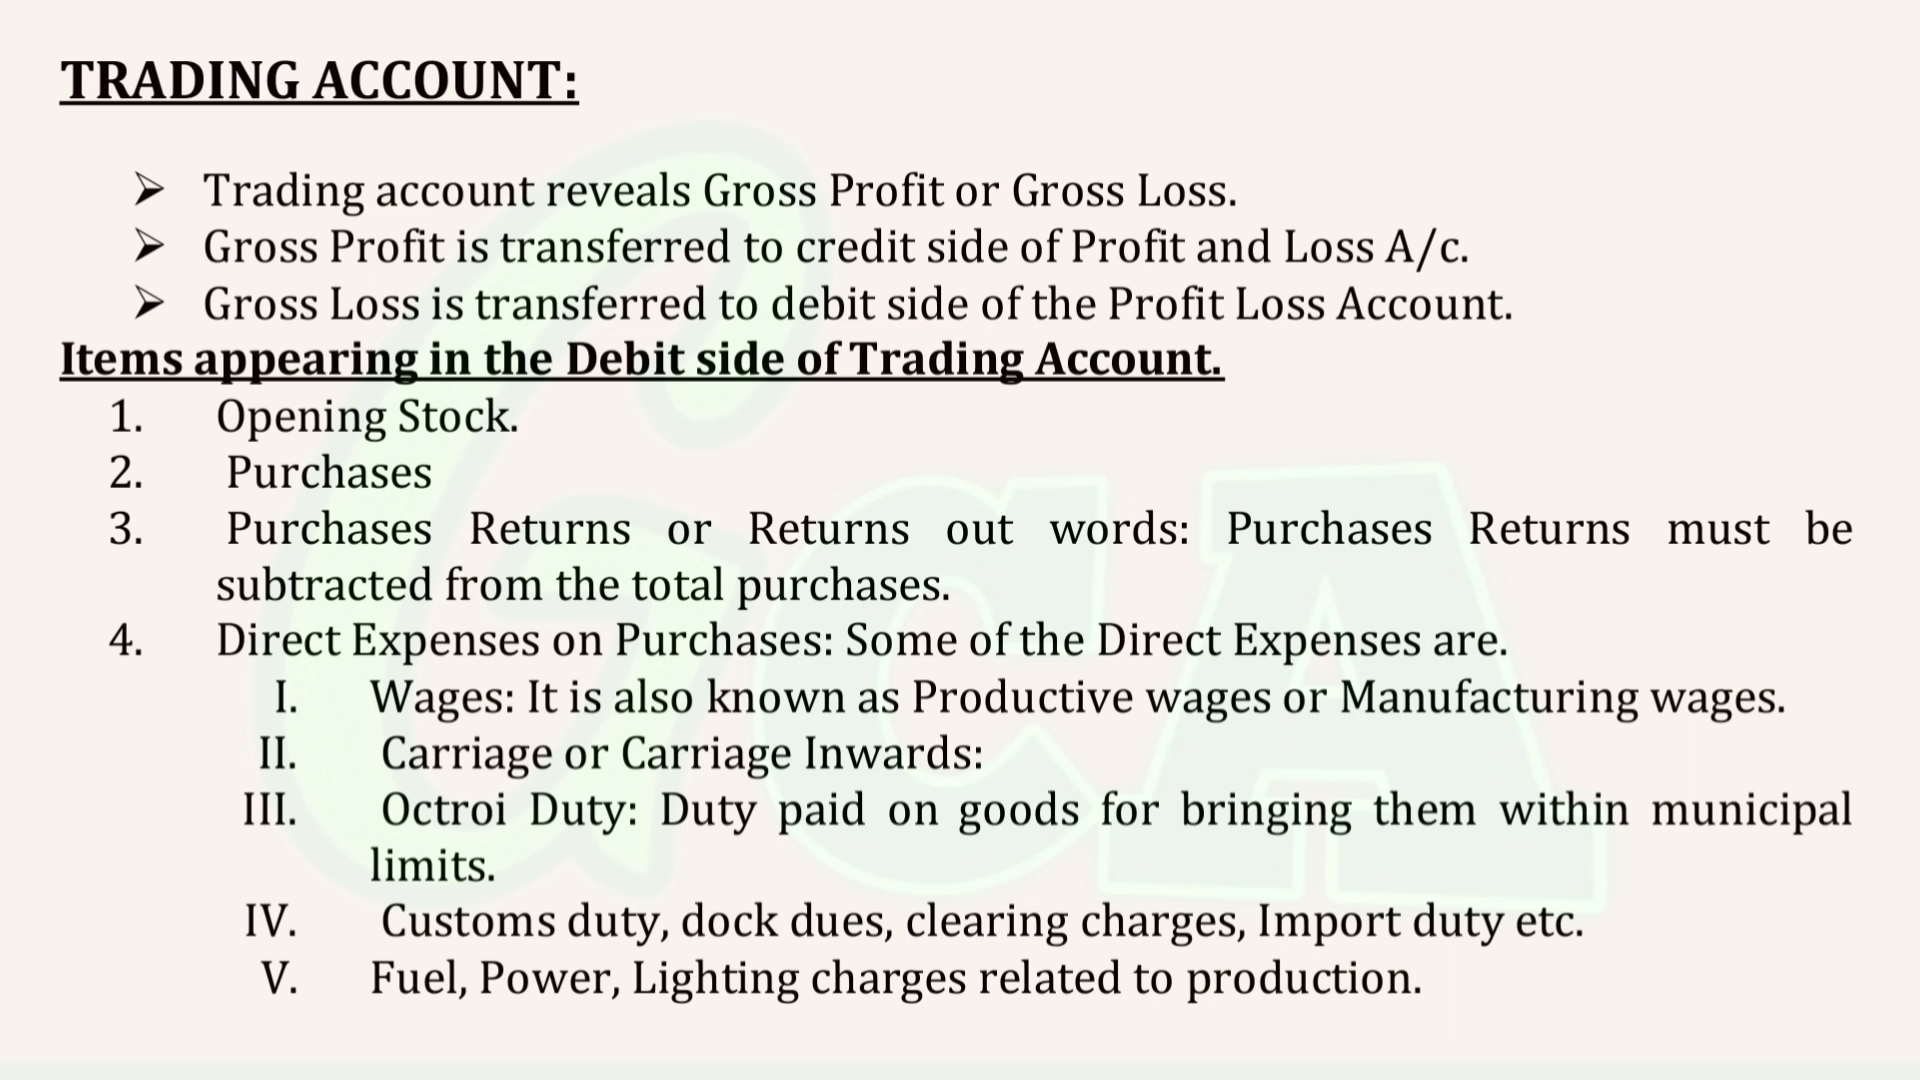 TRADING ACCOUNT:
➢ Trading account reveals Gross Profit or Gross Loss.
➢ Gross Profit is transferred to credit side of Profit and Loss A/c.
➢ Gross Loss is transferred to debit side of the Profit Loss Account.
Items appearing in the Debit side of Trading Account.
1. Opening Stock.
2. Purchases
3. Purchases Returns or Returns out words: Purchases Returns must be
subtracted from the total purchases.
4. Direct Expenses on Purchases: Some of the Direct Expenses are.
I. Wages: It is also known as Productive wages or Manufacturing wages.
II. Carriage or Carriage Inwards:
III. Octroi Duty: Duty paid on goods for bringing them within municipal
limits.
IV. Customs duty, dock dues, clearing charges, Import duty etc.
V. Fuel, Power, Lighting charges related to production.
GCA